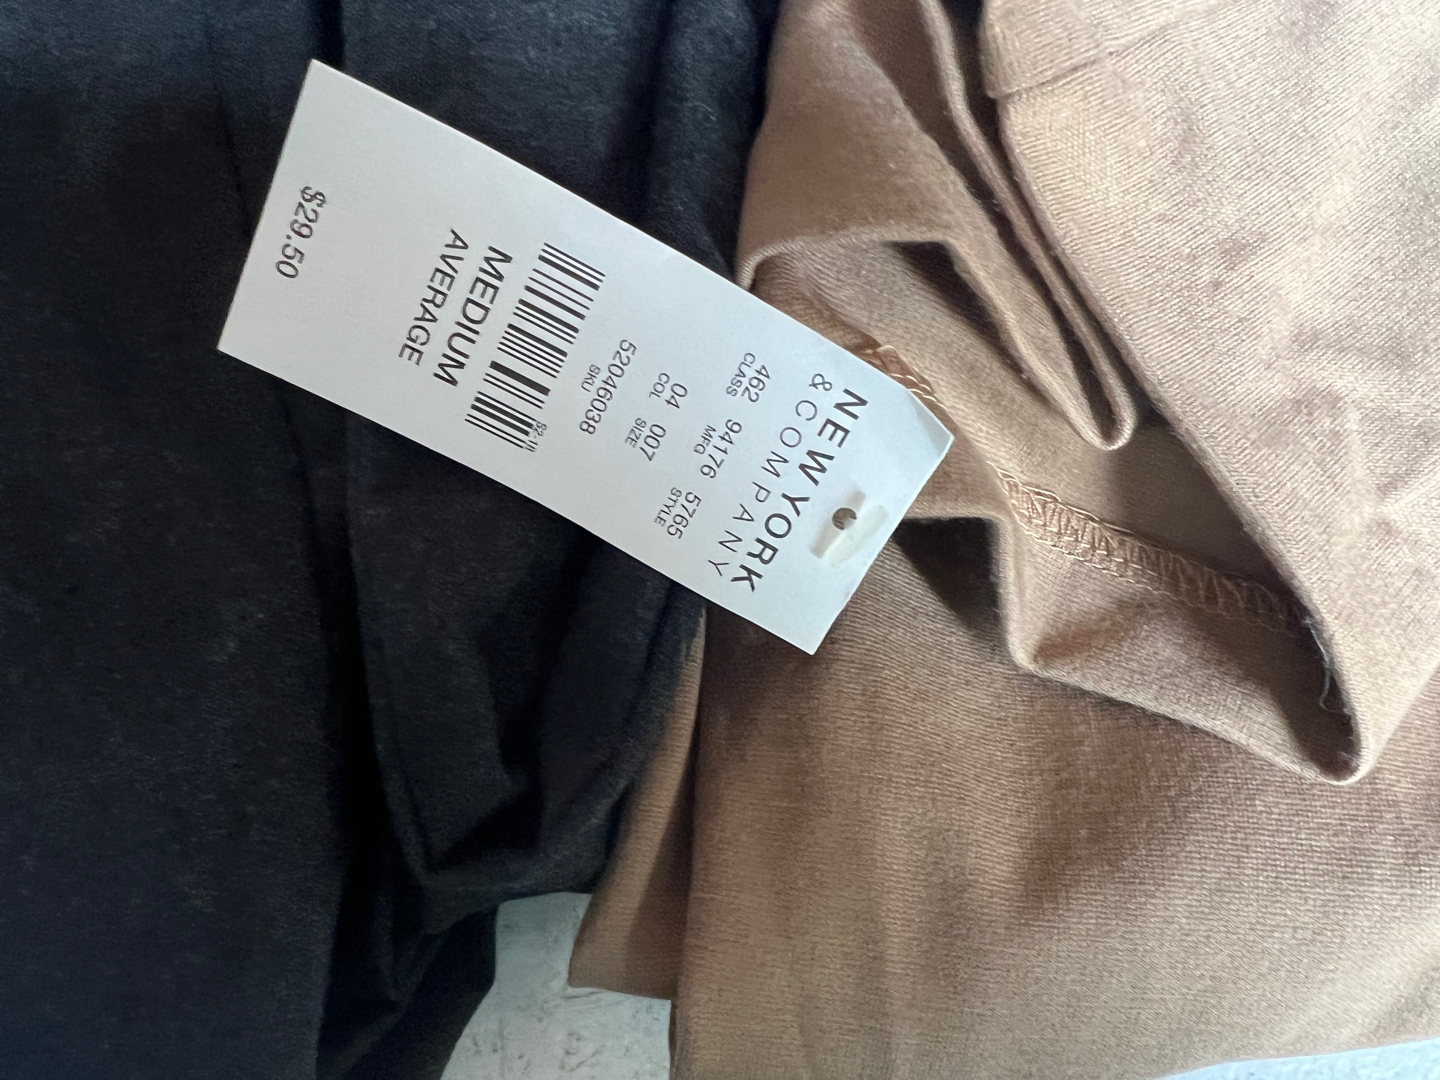 NEW YORK
& COMPANY
462 94176 5765
CLASS MFG STYLE
04 007
COL SIZE
52046038
SKU
MEDIUM
AVERAGE
$29.50